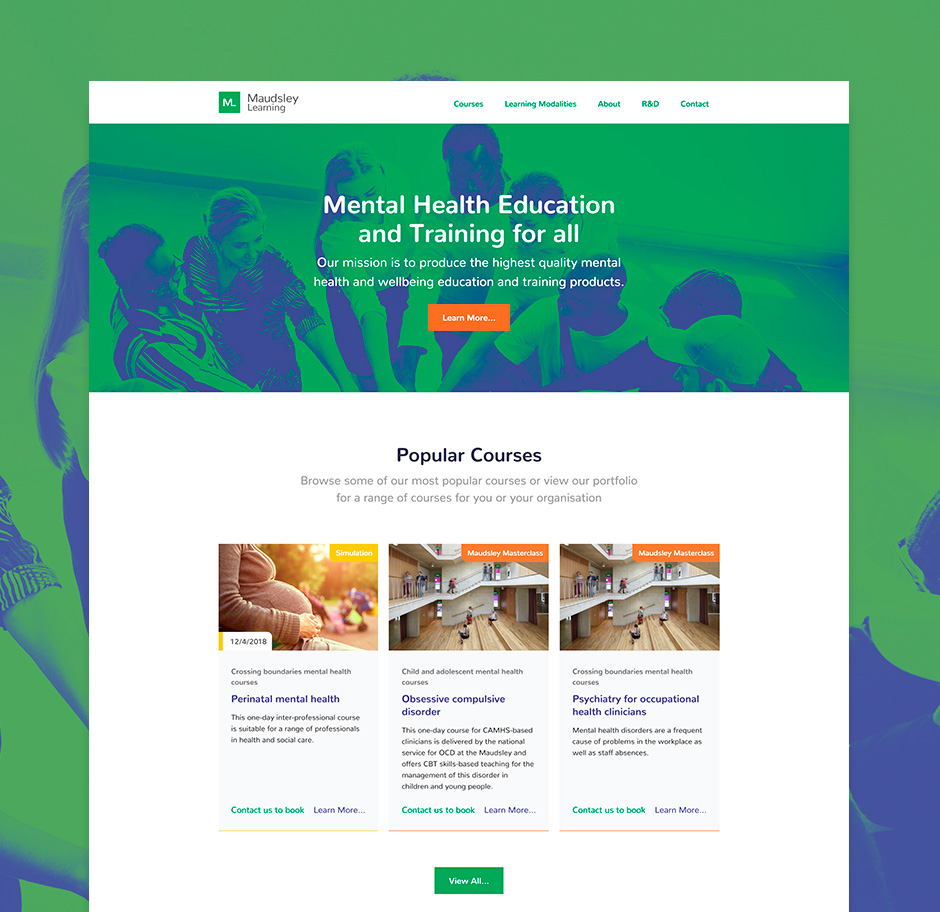 M_
Maudsley
Learning
Courses
Learning Modalities
About
R&D
Contact
Mental Health Education
and Training for all
Our mission is to produce the highest quality mental
health and wellbeing education and training products.
Learn More...
Popular Courses
Browse some of our most popular courses or view our portfolio
for a range of courses for you or your organisation
Simulation
12/4/2018
Crossing boundaries mental health
courses
Perinatal mental health
This one-day inter-professional course
is suitable for a range of professionals
in health and social care.
Contact us to book
Learn More...
Maudsley Masterclass
Child and adolescent mental health
courses
Obsessive compulsive
disorder
This one-day course for CAMHS-based
clinicians is delivered by the national
service for OCD at the Maudsley and
offers CBT skills-based teaching for the
management of this disorder in
children and young people.
Contact us to book
Learn More...
Maudsley Masterclass
Crossing boundaries mental health
courses
Psychiatry for occupational
health clinicians
Mental health disorders are a frequent
cause of problems in the workplace as
well as staff absences.
Contact us to book
Learn More...
View All...